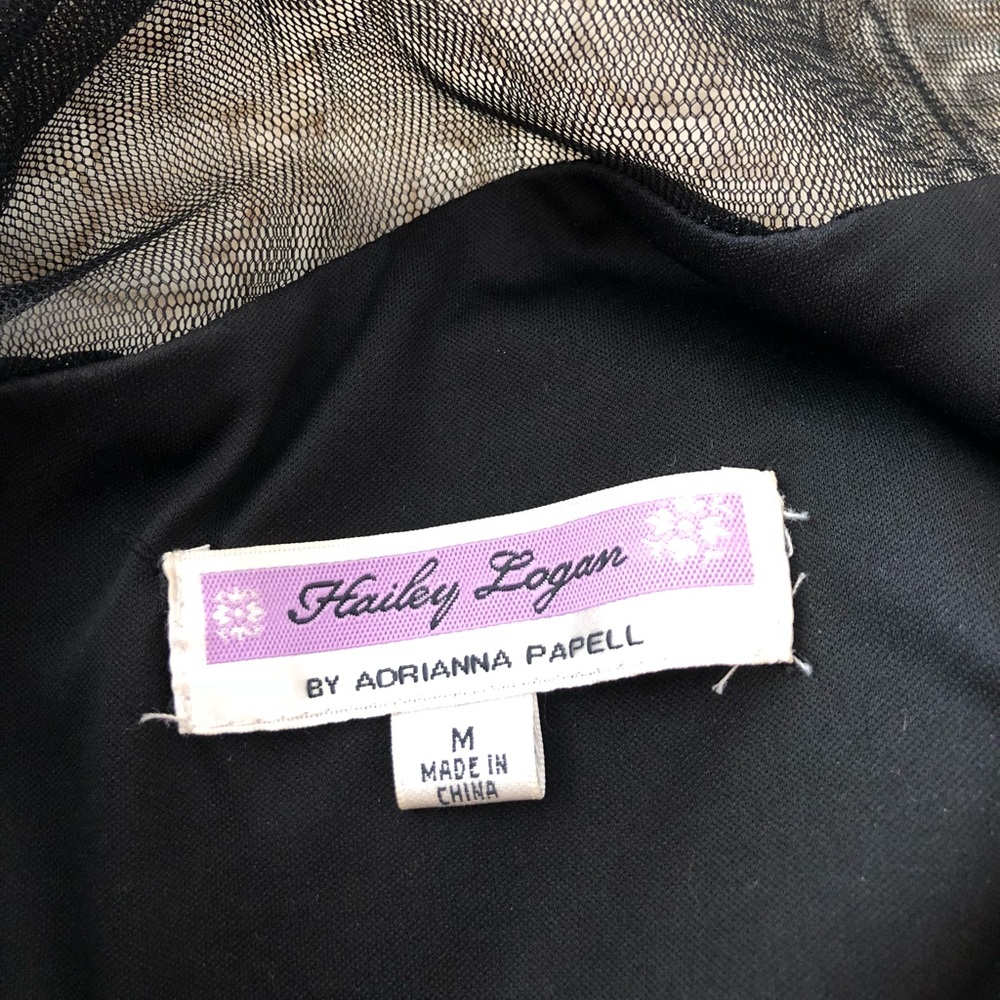 Hailey Logan
BY ADRIANNA PAPELL
M
MADE IN
CHINA